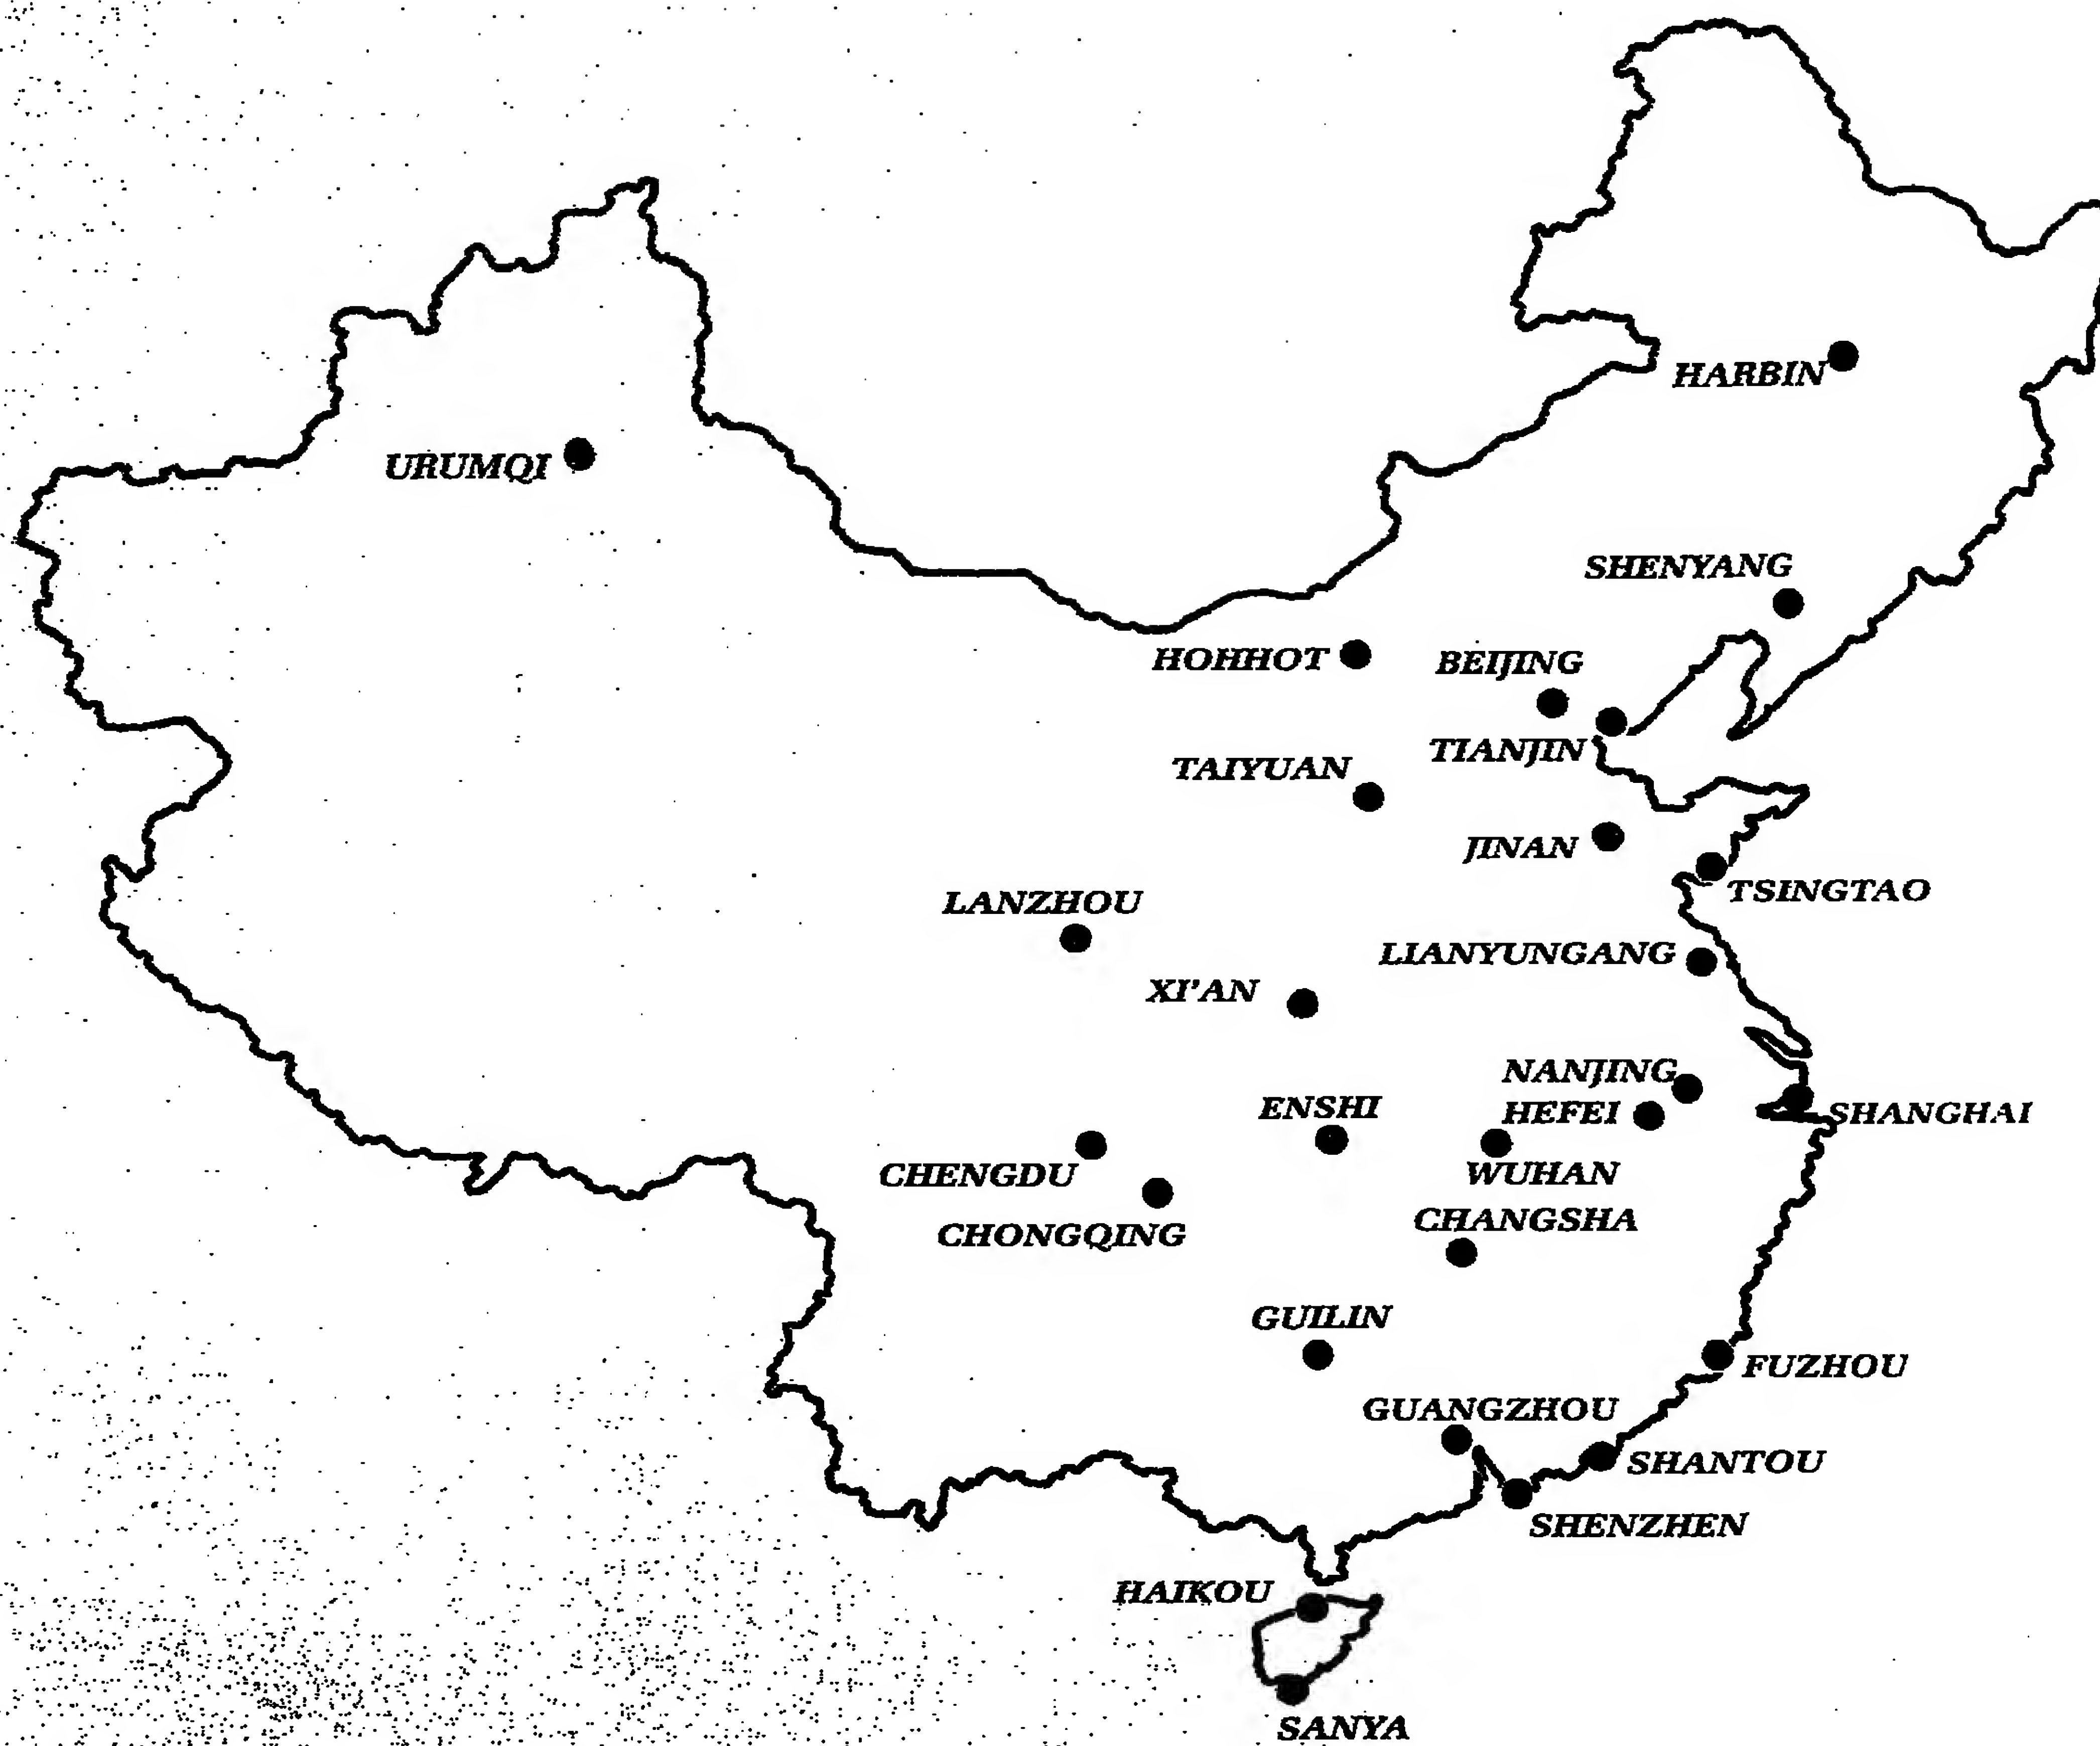 HARBIN
URUMQI
SHENYANG
HOHHOT
BEIJING
TIANJIN
TAIYUAN
JINAN
TSINGTAO
LANZHOU
LIANYUNGANG
XI'AN
NANJING
ENSHI
HEFEI
SHANGHAI
CHENGDU
WUHAN
CHONGQING
CHANGSHA
GUILIN
FUZHOU
GUANGZHOU
SHANTOU
SHENZHEN
HAIKOU
SANYA